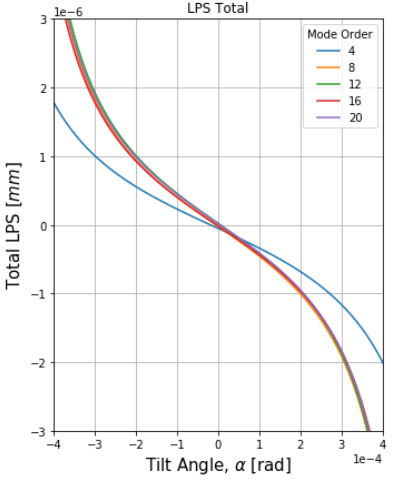 LPS Total
1e−6
Mode Order
4
8
12
16
20
3
2
1
0
−1
−2
−3
Total LPS [mm]
−4 −3 −2 −1 0 1 2 3 4
1e−4
Tilt Angle, α [rad]